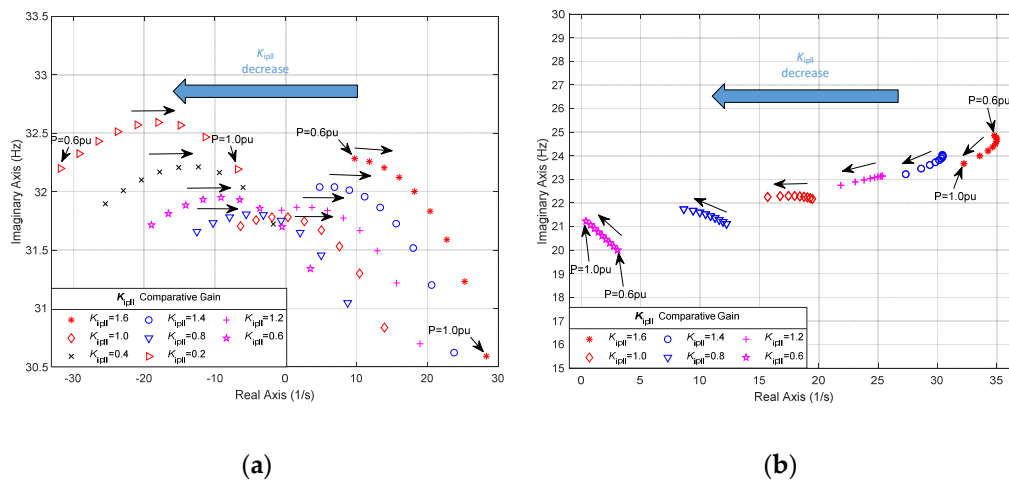 33.5
33
32.5
32
31.5
31
30.5
Imaginary Axis (Hz)
-30
-20
-10
0
10
20
30
Real Axis (1/s)
K_ipll
decrease
P=0.6pu
P=1.0pu
P=0.6pu
P=1.0pu
K_ipll Comparative Gain
K_ipll=1.6 K_ipll=1.4 K_ipll=1.2
K_ipll=1.0 K_ipll=0.8 K_ipll=0.6
K_ipll=0.4 K_ipll=0.2
(a)
30
29
28
27
26
25
24
23
22
21
20
19
18
17
16
15
Imaginary Axis (Hz)
0
5
10
15
20
25
30
35
Real Axis (1/s)
K_ipll
decrease
P=0.6pu
P=1.0pu
P=1.0pu
P=0.6pu
K_ipll Comparative Gain
K_ipll=1.6 K_ipll=1.4 K_ipll=1.2
K_ipll=1.0 K_ipll=0.8 K_ipll=0.6
(b)